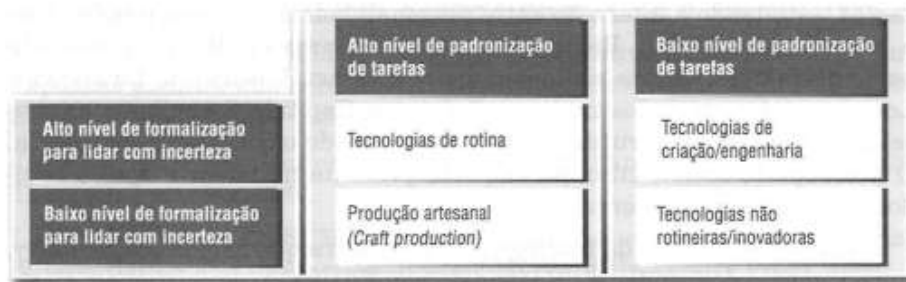 Alto nível de padronização
de tarefas
Baixo nível de padronização
de tarefas
Alto nível de formalização
para lidar com incerteza
Tecnologias de rotina
Tecnologias de
criação/engenharia
Baixo nível de formalização
para lidar com incerteza
Produção artesanal
(Craft production)
Tecnologias não
rotineiras/inovadoras